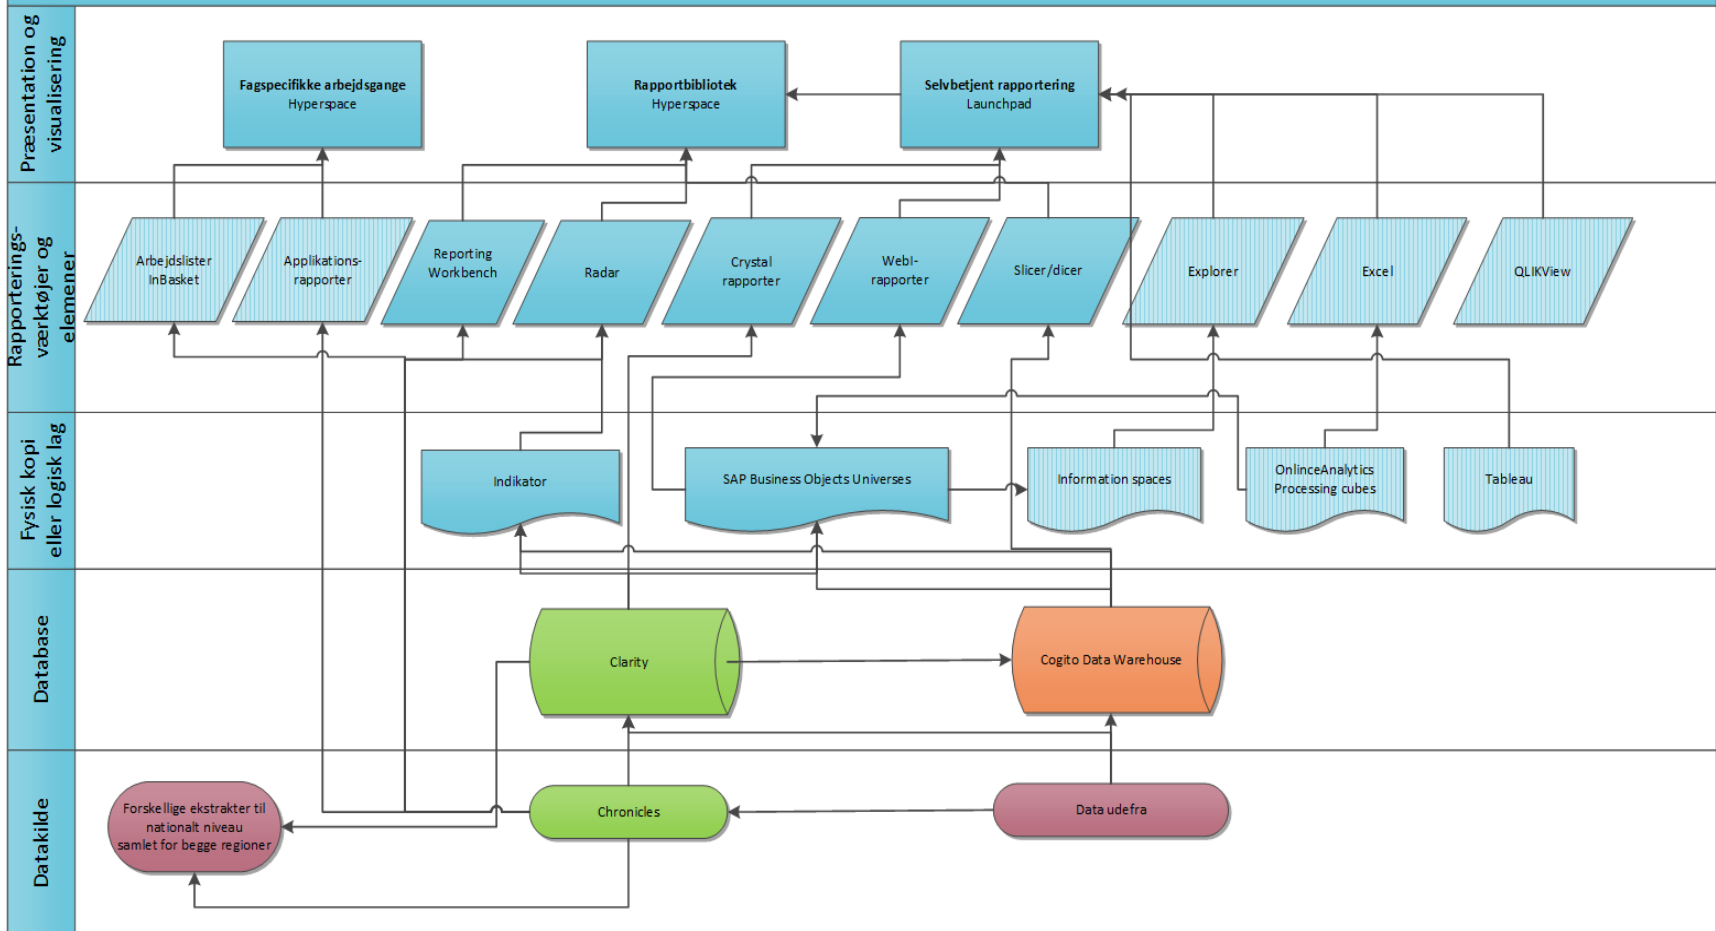 Præsentation og
visualisering
Fagspecifikke arbejdsgange
Hyperspace
Rapportbibliotek
Hyperspace
Selvbetjent rapportering
Launchpad
Rapporterings-
værktøjer og
elemener
Arbejdslister
InBasket
Applikations-
rapporter
Reporting
Workbench
Radar
Crystal
rapporter
WebI-
rapporter
Slicer/dicer
Explorer
Excel
QLIKView
Fysisk kopi
eller logisk lag
Indikator
SAP Business Objects Universes
Information spaces
OnlinceAnalytics
Processing cubes
Tableau
Database
Clarity
Cogito Data Warehouse
Datakilde
Forskellige ekstrakter til
nationalt niveau
samlet for begge regioner
Chronicles
Data udefra